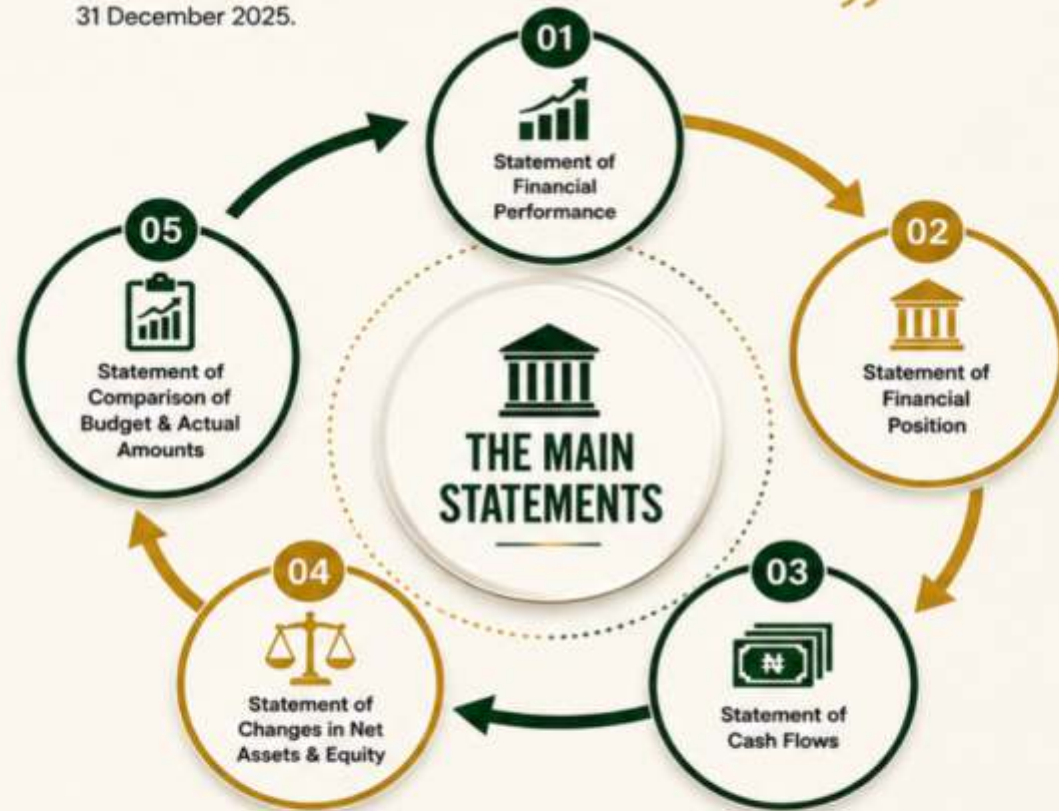 31 December 2025.
01
Statement of
Financial
Performance
02
Statement of
Financial
Position
03
₦
Statement of
Cash Flows
04
Statement of
Changes in Net
Assets & Equity
05
Statement of
Comparison of
Budget & Actual
Amounts
THE MAIN
STATEMENTS